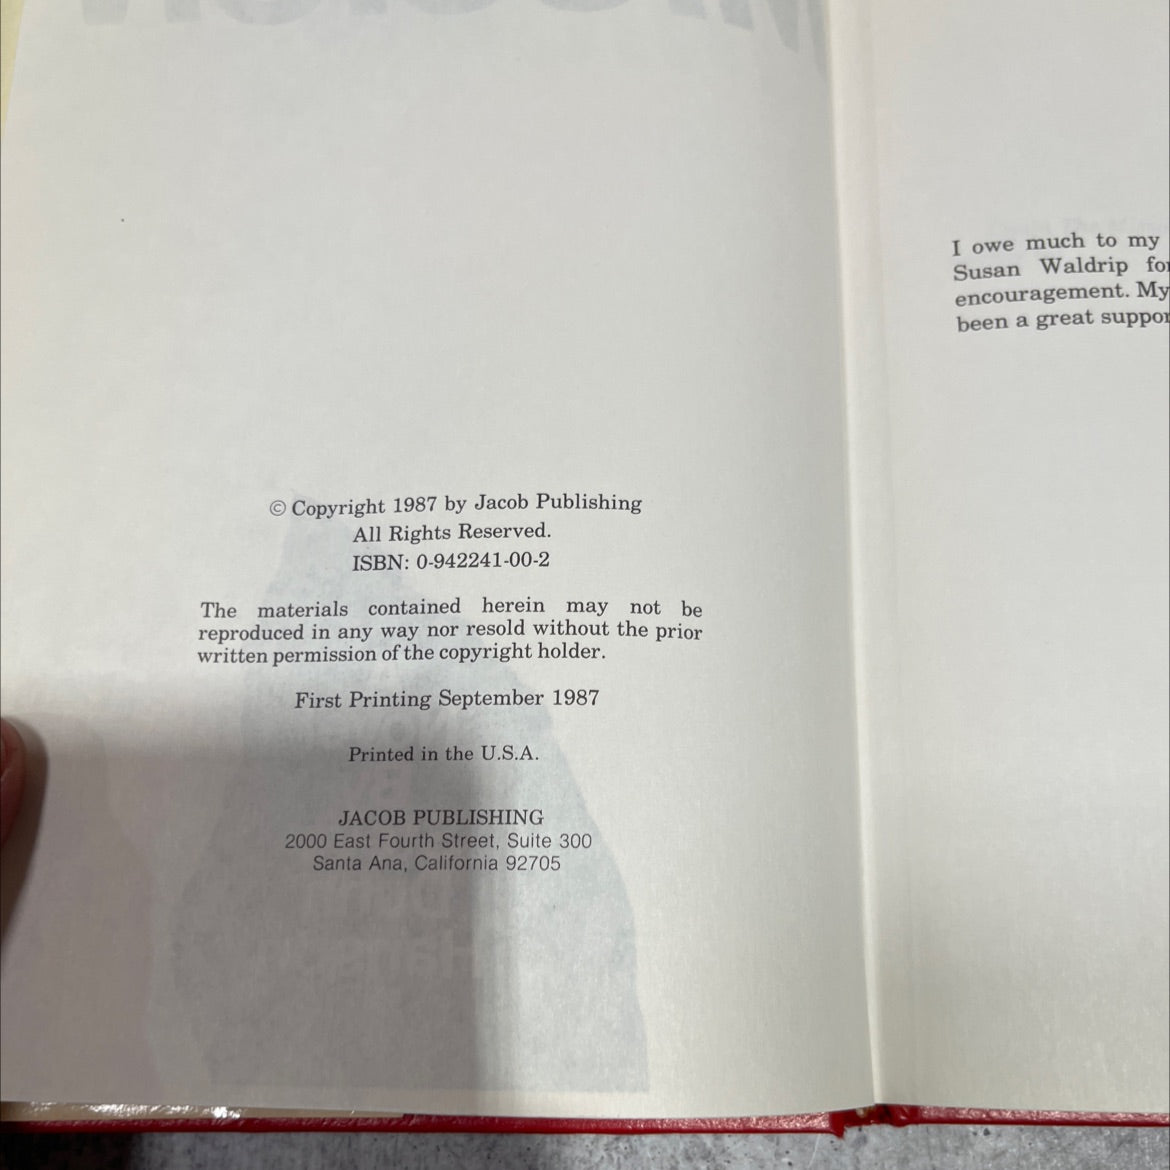 © Copyright 1987 by Jacob Publishing
All Rights Reserved.
ISBN: 0-942241-00-2
The materials contained herein may not be
reproduced in any way nor resold without the prior
written permission of the copyright holder.
First Printing September 1987
Printed in the U.S.A.
JACOB PUBLISHING
2000 East Fourth Street, Suite 300
Santa Ana, California 92705
I owe much to my
Susan Waldrip
encouragement. My
been a great